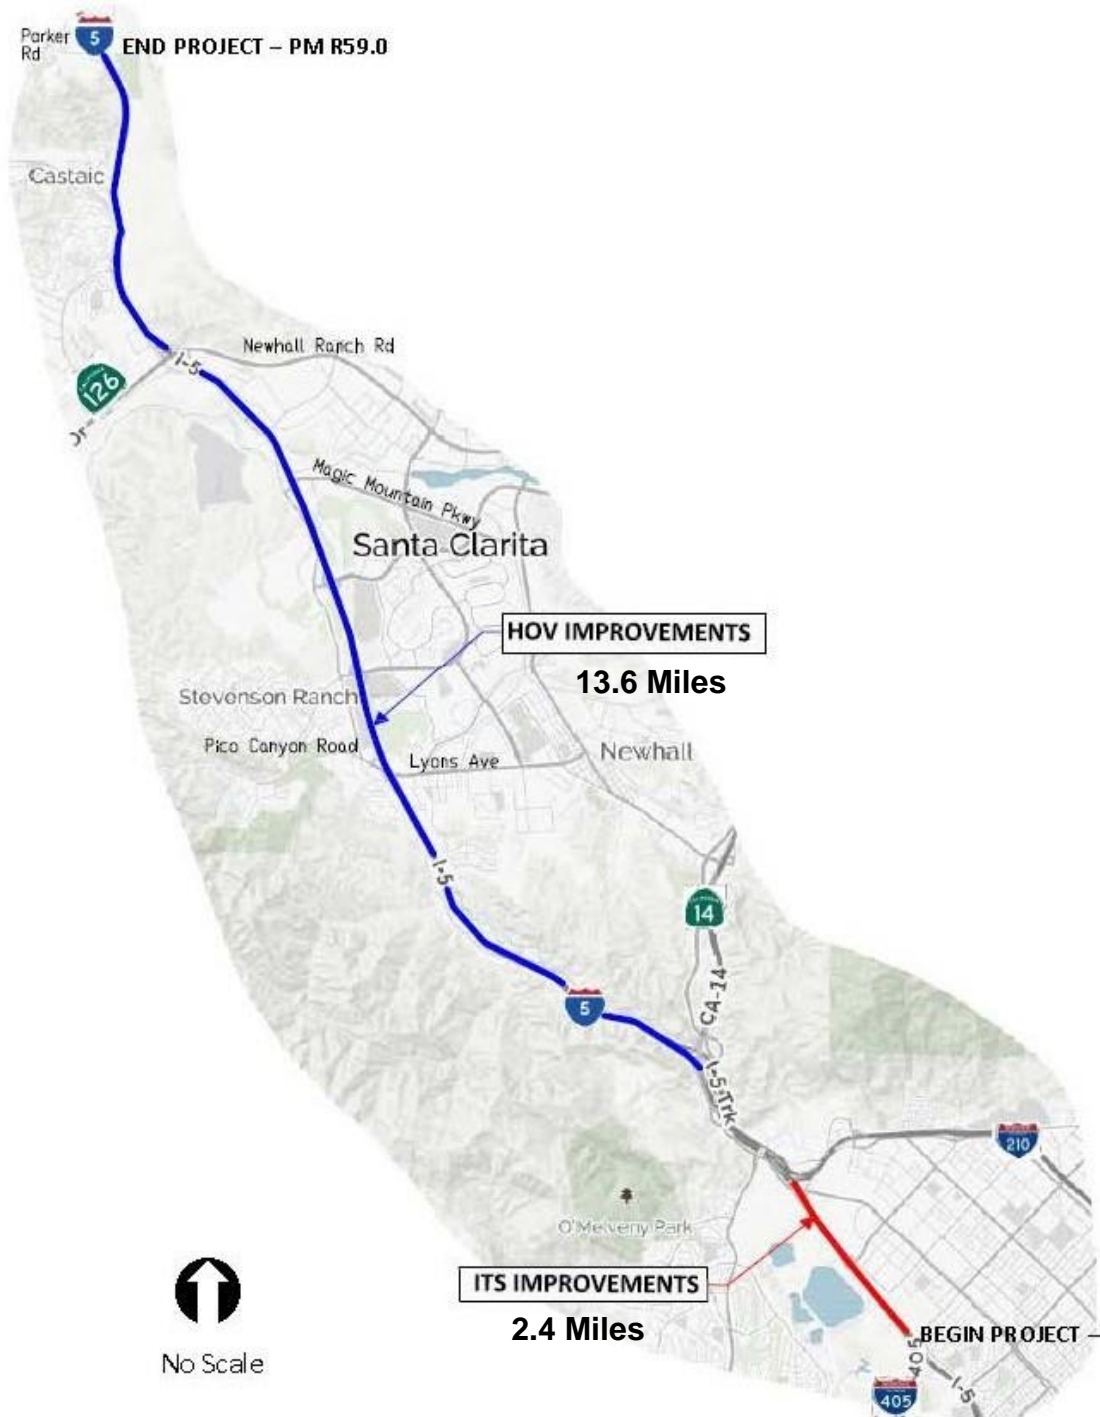 Parker
Rd
5
END PROJECT – PM R59.0
Castaic
Newhall Ranch Rd
I-5
CALIFORNIA
126
Dr
Magic Mountain Pkwy
Santa Clarita
HOV IMPROVEMENTS
13.6 Miles
Stevenson Ranch
Pico Canyon Road
Lyons Ave
Newhall
I-5
14
CA-14
5
I-5 Trk
210
O'Melveny Park
ITS IMPROVEMENTS
2.4 Miles
BEGIN PROJECT –
405
I-5
405
No Scale